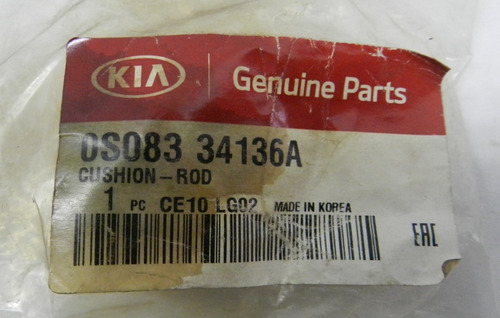 KIA Genuine Parts
0S083 34136A
CUSHION-ROD
1 PC CE10 LG02 MADE IN KOREA
EAC